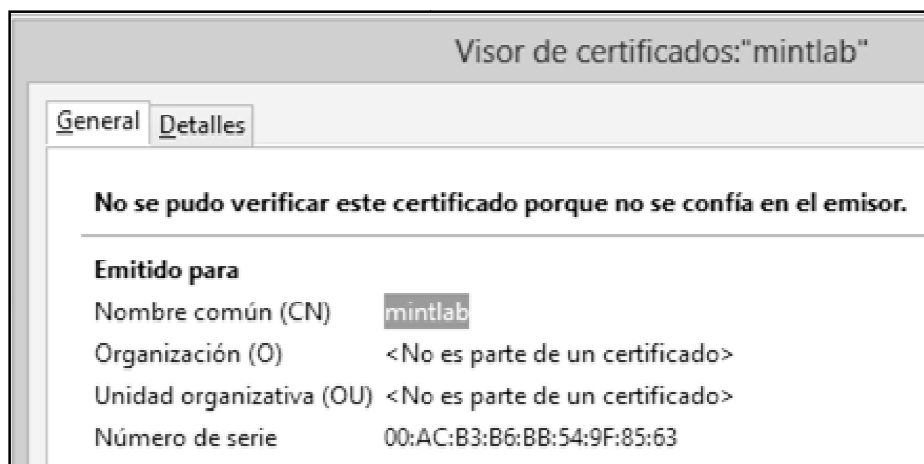 Visor de certificados:"mintlab"
General Detalles
No se pudo verificar este certificado porque no se confía en el emisor.
Emitido para
Nombre común (CN) mintlab
Organización (O) <No es parte de un certificado>
Unidad organizativa (OU) <No es parte de un certificado>
Número de serie 00:AC:B3:B6:BB:54:9F:85:63